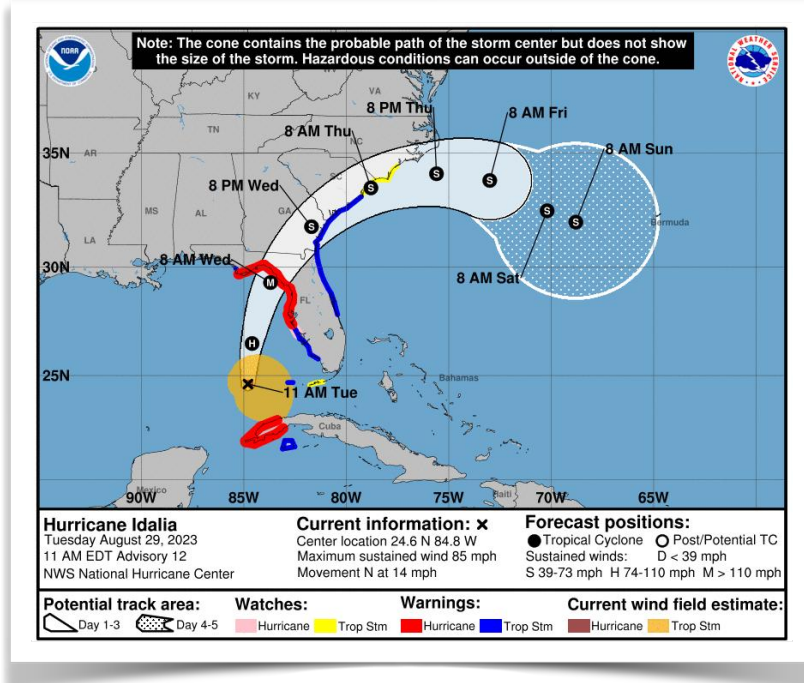 Note: The cone contains the probable path of the storm center but does not show
the size of the storm. Hazardous conditions can occur outside of the cone.
NOAA
NATIONAL WEATHER SERVICE
KY
VA
8 PM Thu
8 AM Fri
TN
8 AM Thu
NC
35N
AR
8 AM Sun
SC
8 PM Wed
MS
AL
GA
S
S
S
S
S
S
Bermuda
LA
8 AM Wed
30N
8 AM Sat
M
FL
H
25N
11 AM Tue
Bahamas
Cuba
Mexico
Haiti
90W
85W
80W
75W
70W
65W
Hurricane Idalia
Tuesday August 29, 2023
11 AM EDT Advisory 12
NWS National Hurricane Center
Current information: ×
Center location 24.6 N 84.8 W
Maximum sustained wind 85 mph
Movement N at 14 mph
Forecast positions:
Tropical Cyclone Post/Potential TC
Sustained winds: D < 39 mph
S 39-73 mph H 74-110 mph M > 110 mph
Potential track area:
Day 1-3 Day 4-5
Watches:
Hurricane Trop Stm
Warnings:
Hurricane Trop Stm
Current wind field estimate:
Hurricane Trop Stm